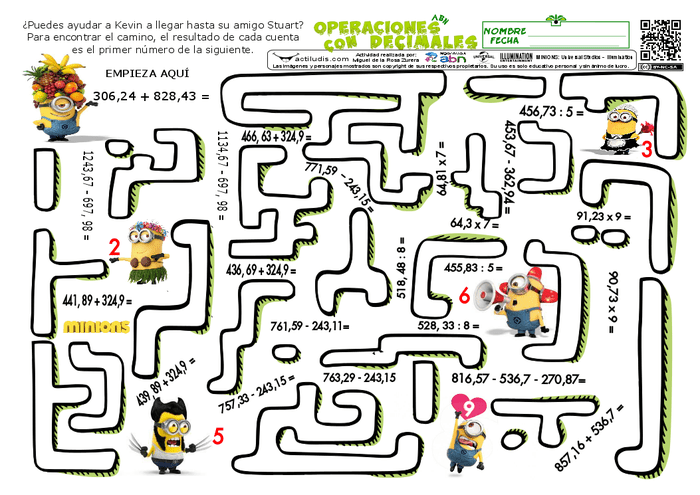 ¿Puedes ayudar a Kevin a llegar hasta su amigo Stuart?
Para encontrar el camino, el resultado de cada cuenta
es el primer número de la siguiente.
OPERACIONES ABN
CON DECIMALES
NOMBRE
FECHA
actiludis.com
Actividad realizada por:
Miguel de la Rosa Zurera
abn
UNIVERSAL
ILLUMINATION
ENTERTAINMENT
MINIONS: Universal Studios - Illumination
Las imágenes y personajes mostrados son copyright de sus respectivos propietarios. Su uso es solo educativo personal y sin ánimo de lucro.
EMPIEZA AQUÍ
306,24 + 828,43 =
1243,67 - 697, 98 =
1134,67 - 697, 98 =
466, 63 + 324,9=
771,59 - 243,15 =
64,81 x 7 =
64,3 x 7 =
453,67 - 362,94 =
456,73 : 5 =
3
91,23 x 9 =
90,73 x 9 =
2
441, 89 + 324,9=
MINIONS
436, 69 + 324,9=
518, 48 : 8 =
455,83 : 5 =
6
528, 33 : 8 =
761,59 - 243,11=
439, 89 + 324,9 =
757,33 - 243,15 =
763,29 - 243,15
816,57 - 536,7 - 270,87=
857,16 + 536,7 =
5
9